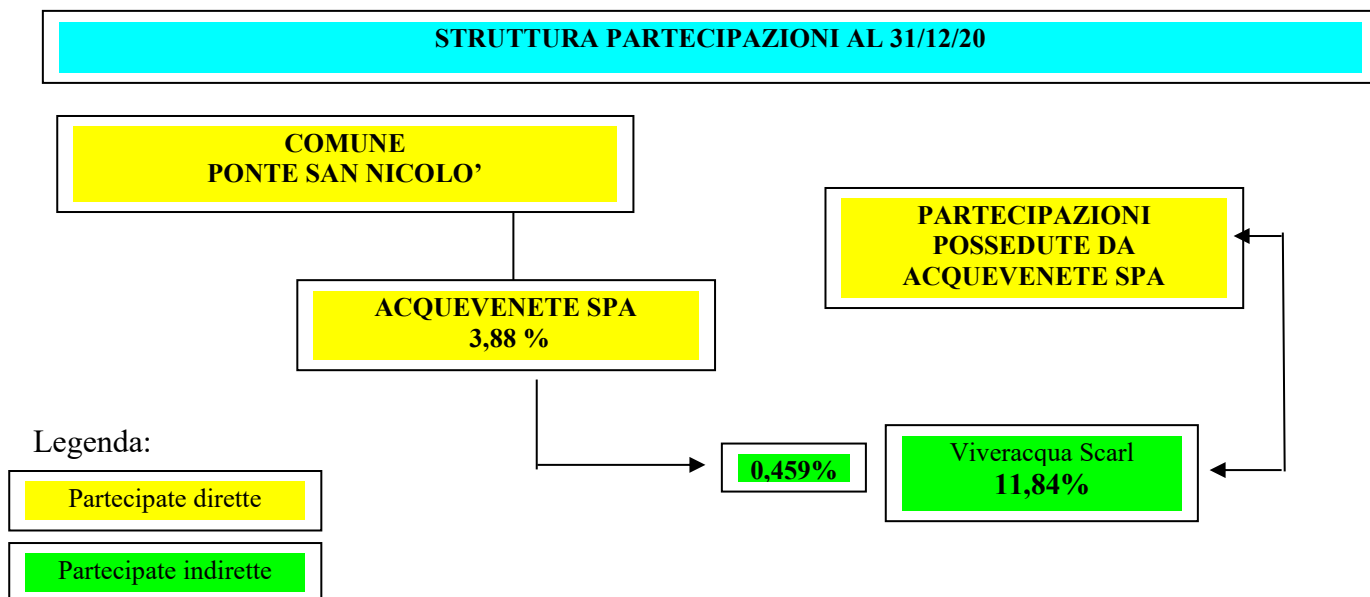 STRUTTURA PARTECIPAZIONI AL 31/12/20
COMUNE
PONTE SAN NICOLO’
PARTECIPAZIONI
POSSEDUTE DA
ACQUEVENETE SPA
ACQUEVENETE SPA
3,88 %
Legenda:
0,459%
Viveracqua Scarl
11,84%
Partecipate dirette
Partecipate indirette